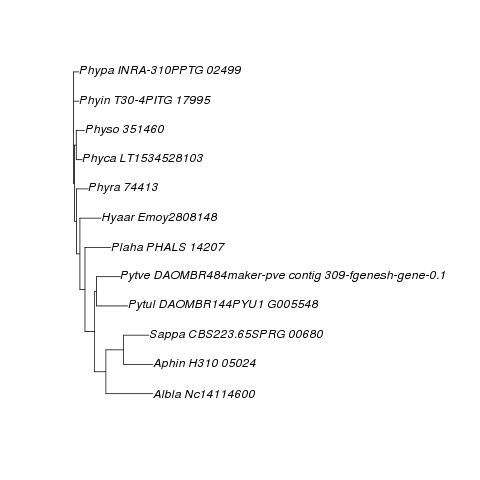 Phypa INRA-310PPTG 02499
Phyin T30-4PITG 17995
Physo 351460
Phyca LT1534528103
Phyra 74413
Hyaar Emoy2808148
Plaha PHALS 14207
Pytve DAOMBR484maker-pve contig 309-fgenesh-gene-0.1
Pytul DAOMBR144PYU1 G005548
Sappa CBS223.65SPRG 00680
Aphin H310 05024
Albla Nc14114600